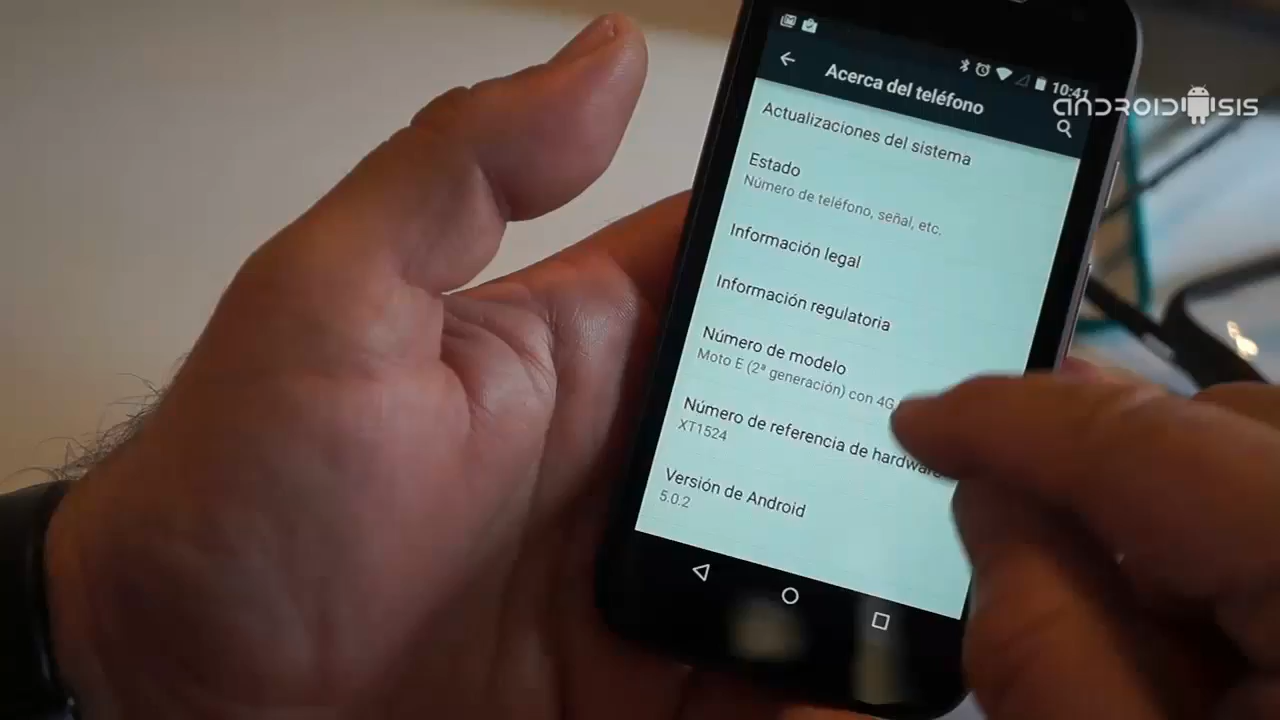 10:41
ANDROIDSIS
Acerca del teléfono
Actualizaciones del sistema
Estado
Número de teléfono, señal, etc.
Información legal
Información regulatoria
Número de modelo
Moto E (2ª generación) con 4G
Número de referencia de hardware
XT1524
Versión de Android
5.0.2